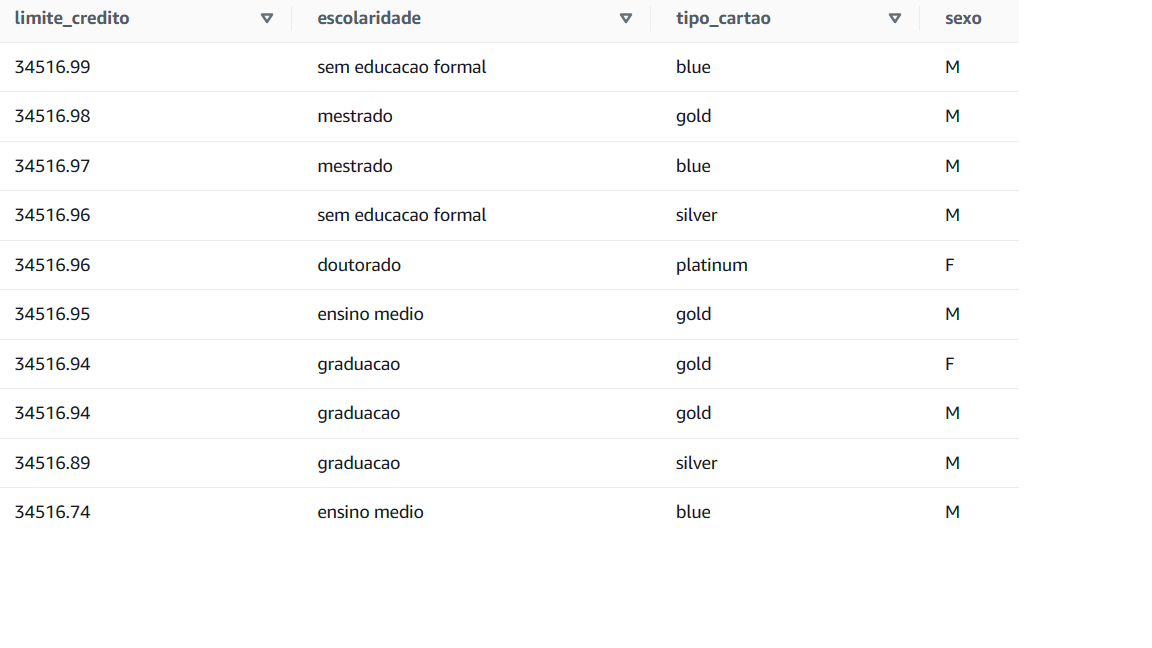 limite_credito escolaridade tipo_cartao sexo
34516.99 sem educacao formal blue M
34516.98 mestrado gold M
34516.97 mestrado blue M
34516.96 sem educacao formal silver M
34516.96 doutorado platinum F
34516.95 ensino medio gold M
34516.94 graduacao gold F
34516.94 graduacao gold M
34516.89 graduacao silver M
34516.74 ensino medio blue M